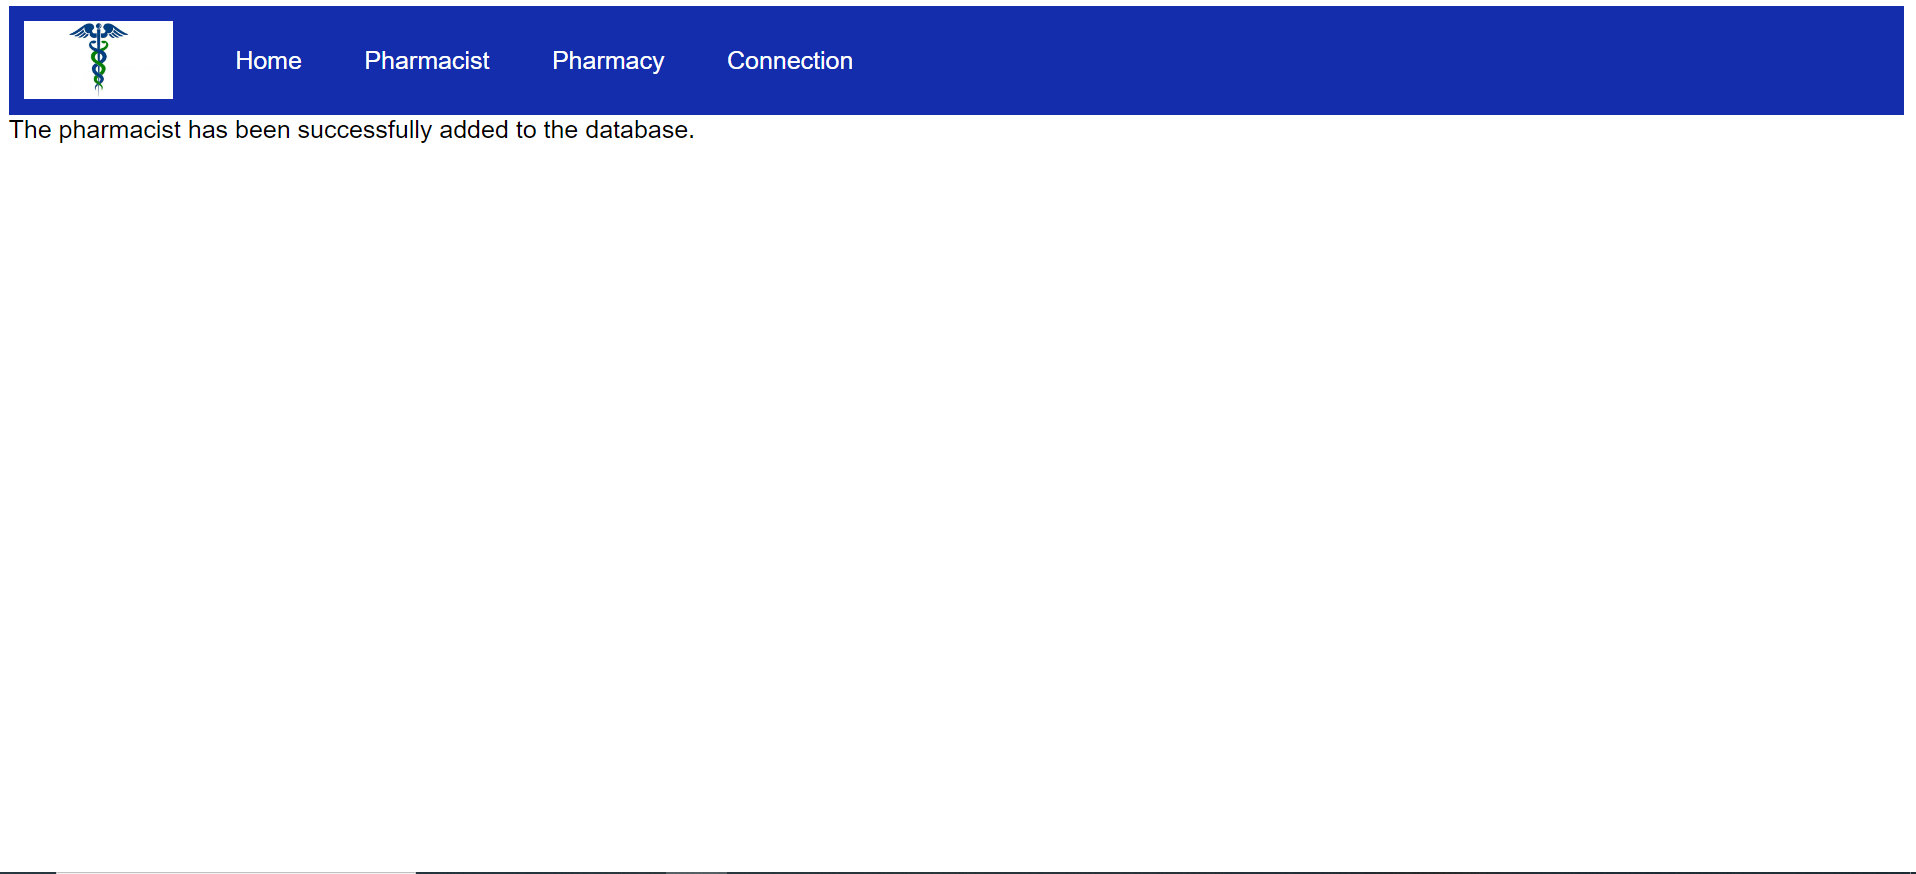 Home Pharmacist Pharmacy Connection
The pharmacist has been successfully added to the database.